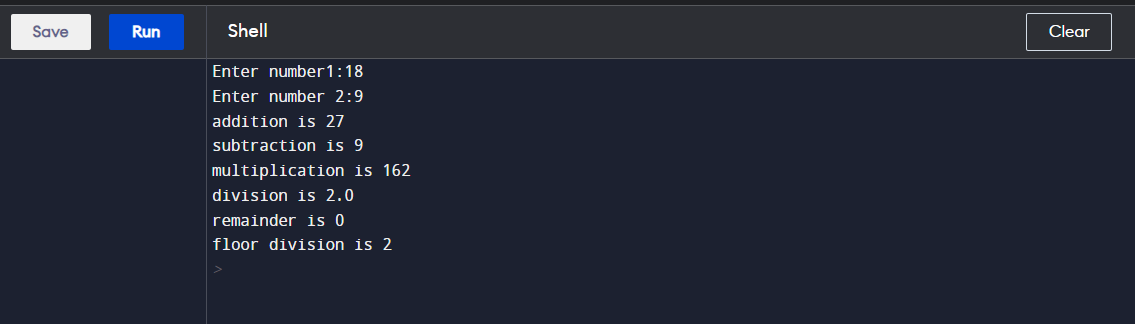 Save Run Shell Clear
Enter number1:18
Enter number 2:9
addition is 27
subtraction is 9
multiplication is 162
division is 2.0
remainder is 0
floor division is 2
>